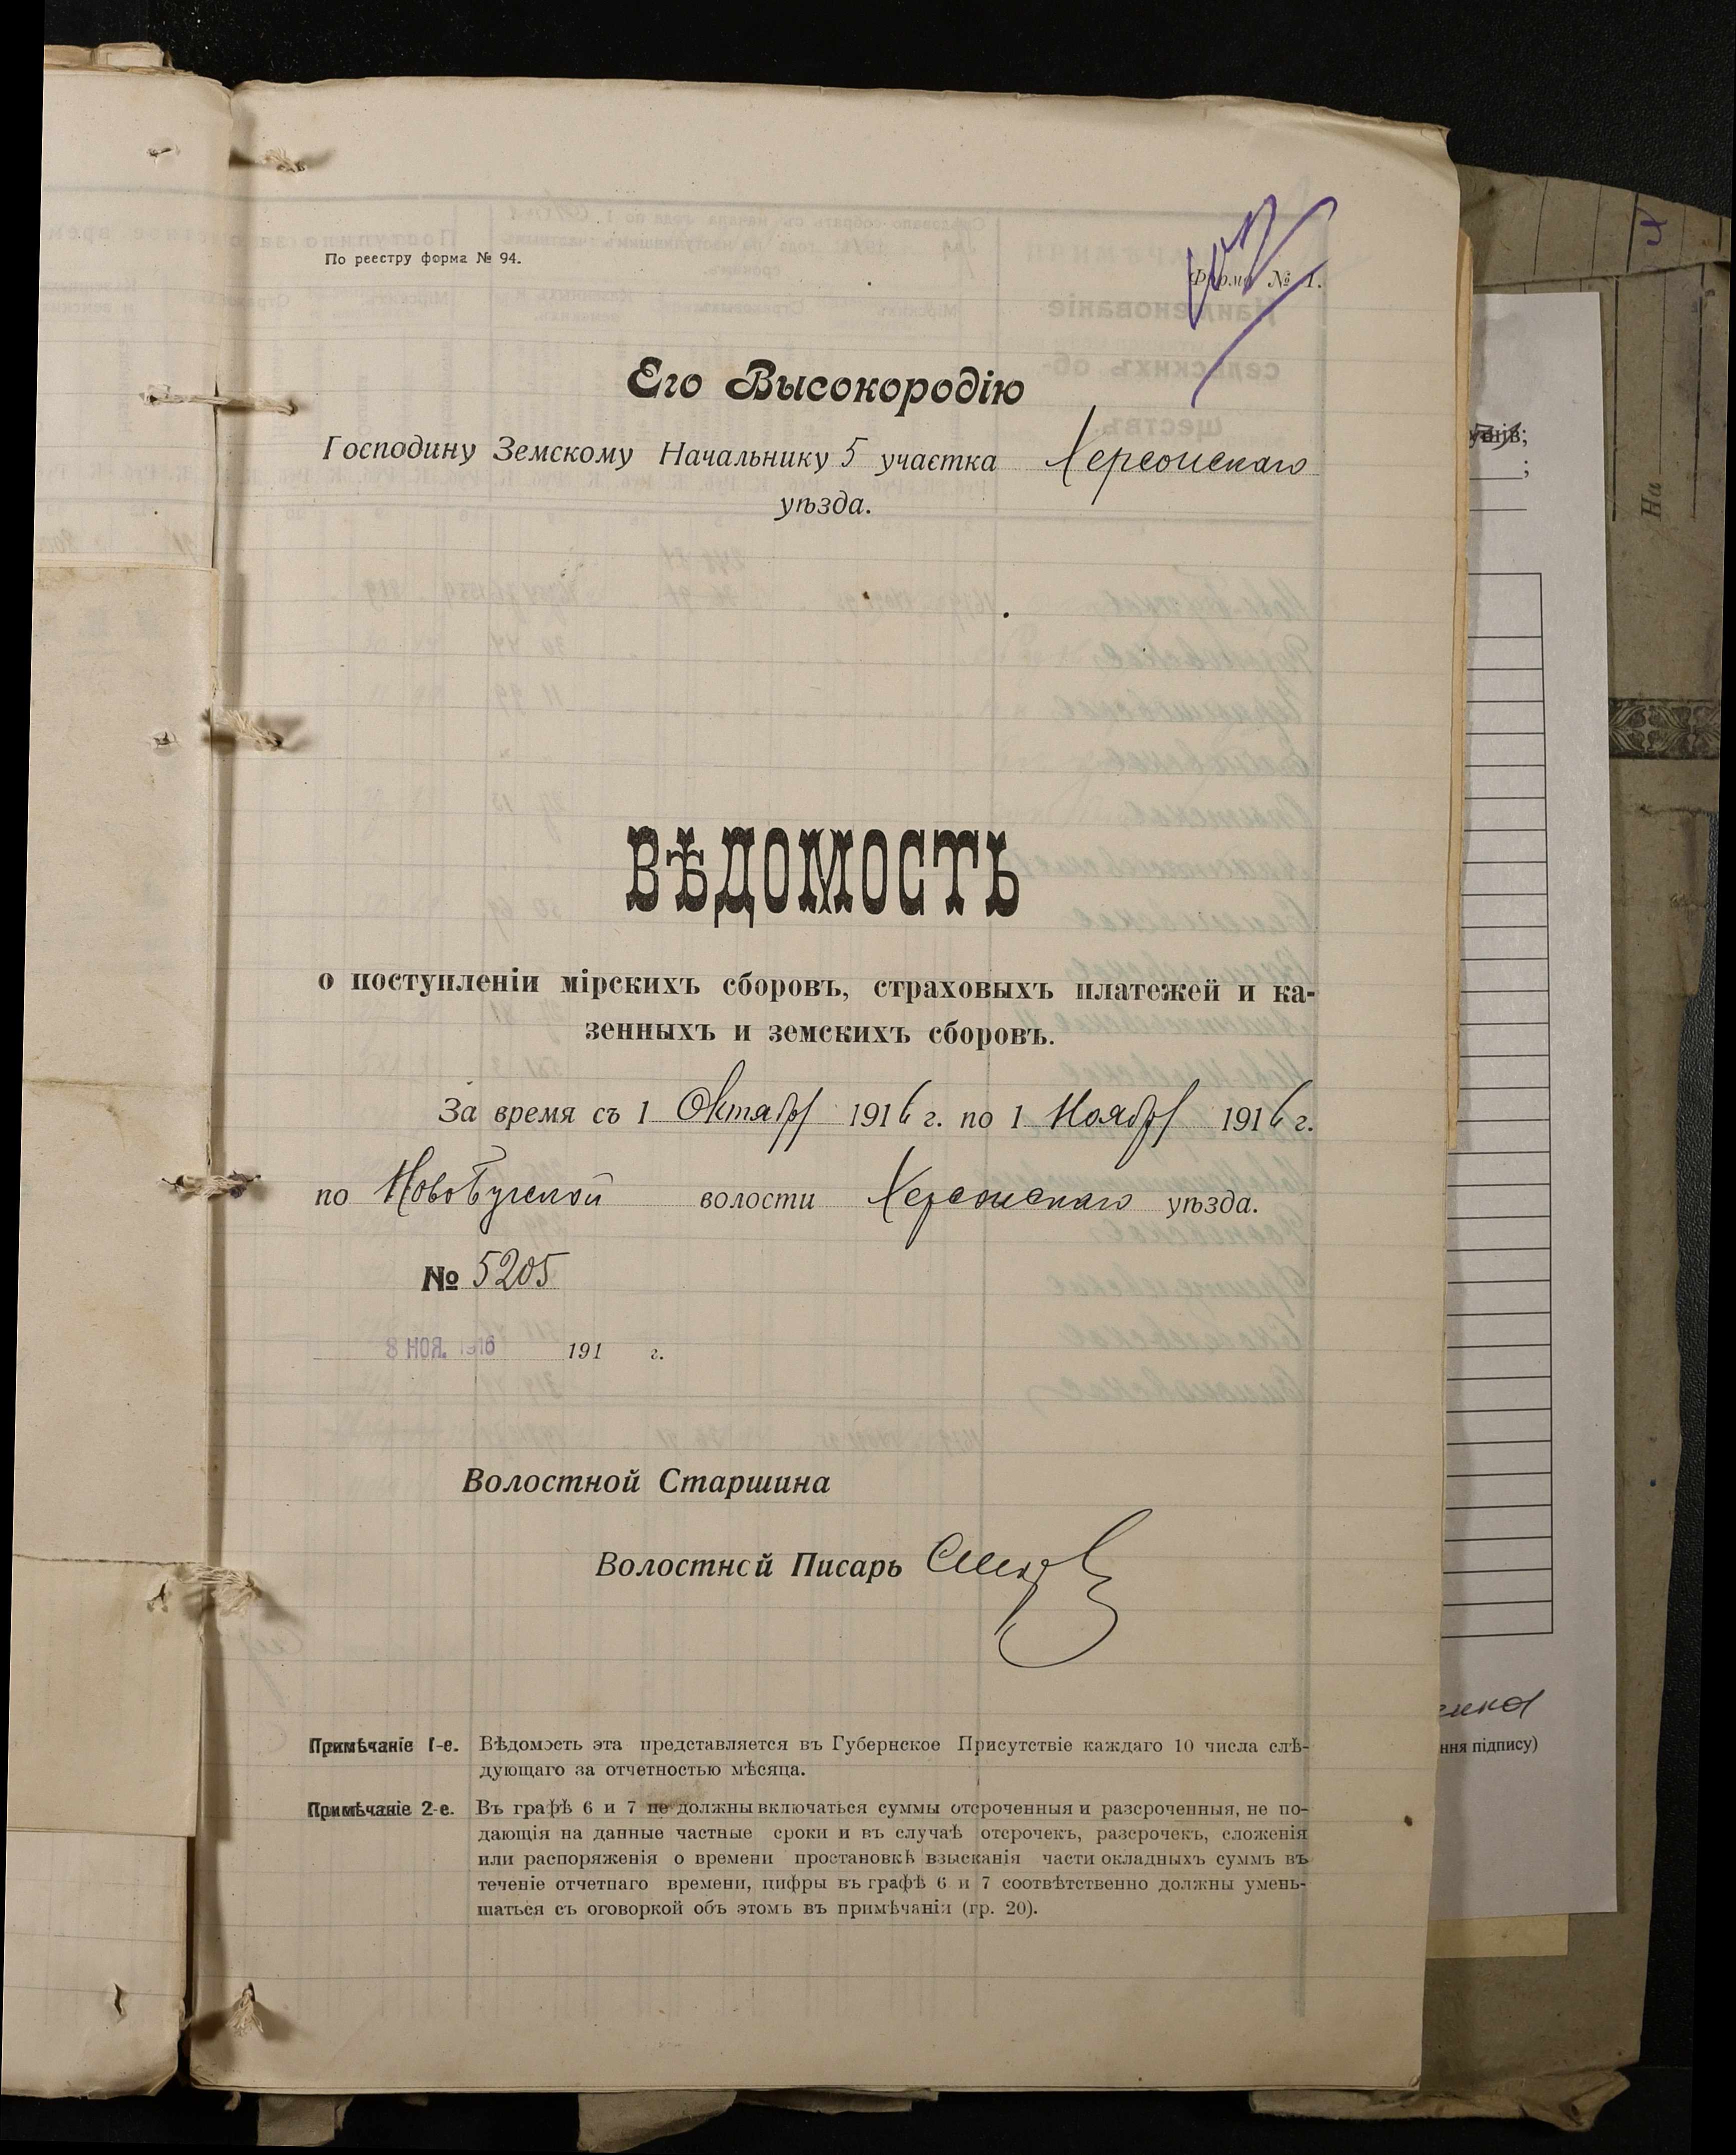 По реестру форма № 94.
Форма № 1.
Его Высокородію
Господину Земскому Начальнику 5 участка Херсонскаго
уѣзда.
ВѢДОМОСТЬ
о поступленіи мірскихъ сборовъ, страховыхъ платежей и ка-
зенныхъ и земскихъ сборовъ.
За время съ 1 Октября 1916 г. по 1 Ноября 1916 г.
по НовоБугской волости Херсонскаго уѣзда.
№ 5205
8 НОЯ. 1916 191 г.
Волостной Старшина
Волостной Писарь
Примѣчаніе 1-е. Вѣдомость эта представляется въ Губернское Присутствіе каждаго 10 числа слѣ-
дующаго за отчетностью мѣсяца.
Примѣчаніе 2-е. Въ графѣ 6 и 7 не должны включаться суммы отсроченныя и разсроченныя, не по-
дающія на данные частные сроки и въ случаѣ отсрочекъ, разсрочекъ, сложенія
или распоряженія о времени простановкѣ взысканія части окладныхъ суммъ въ
теченіе отчетнаго времени, цифры въ графѣ 6 и 7 соотвѣтственно должны умень-
шаться съ оговоркой объ этомъ въ примѣчаніи (гр. 20).
На
ння підпису)